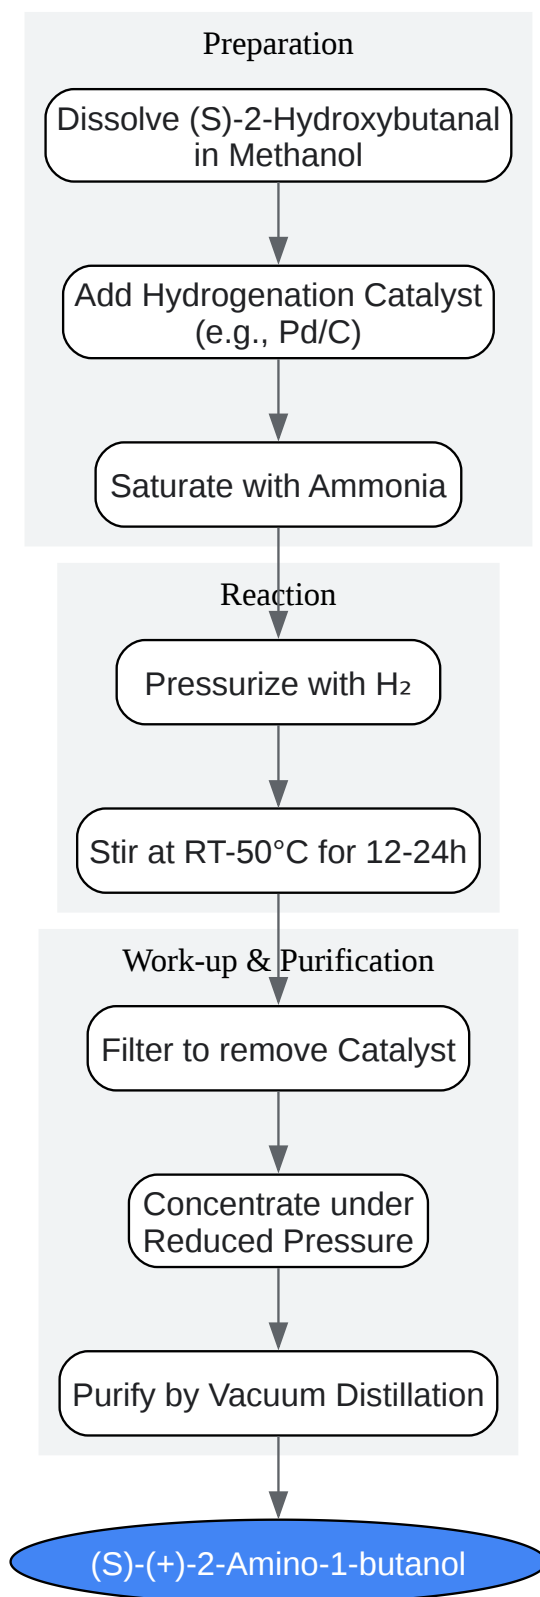 Preparation
Dissolve (S)-2-Hydroxybutanal
in Methanol
Add Hydrogenation Catalyst
(e.g., Pd/C)
Saturate with Ammonia
Reaction
Pressurize with H₂
Stir at RT-50°C for 12-24h
Work-up & Purification
Filter to remove Catalyst
Concentrate under
Reduced Pressure
Purify by Vacuum Distillation
(S)-(+)-2-Amino-1-butanol